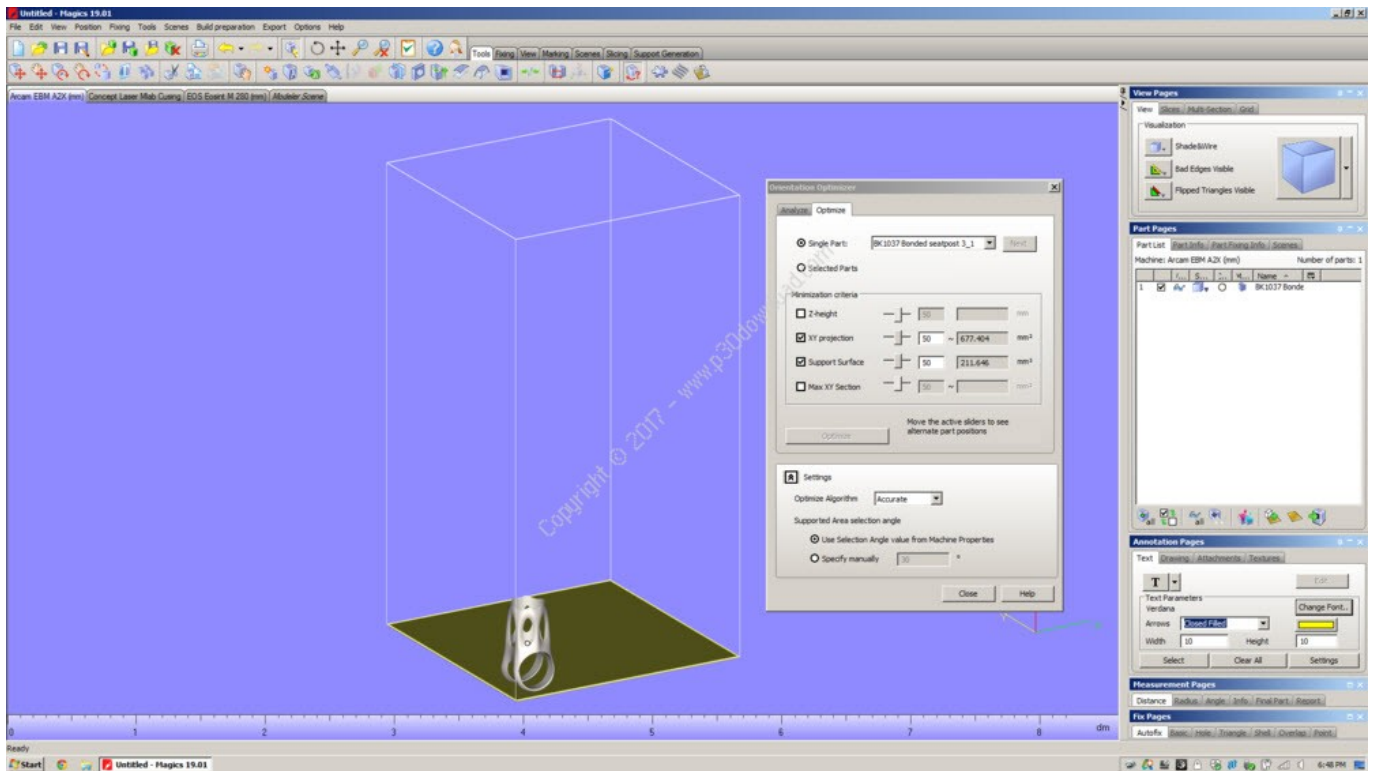 Untitled - Magics 19.01
File Edit View Position Fixing Tools Scenes Build preparation Export Options Help
Tools Fixing View Marking Scenes Slicing Support Generation
Arcam EBM A2X (mm) Concept Laser Mlab Cusing EOS Eosint M 280 (mm) Modeler Scene
View Pages
View Slices Multi-Section Grid
Visualization
Shade&Wire
Bad Edges Visible
Flipped Triangles Visible
Part Pages
Part List Part Info Part Fixing Info Scenes
Machine: Arcam EBM A2X (mm) Number of parts: 1
Name
1 BK1037 Bonde
Orientation Optimizer
Analyze Optimize
Single Part: BK1037 Bonded seatpost 3_1 Next
Selected Parts
Minimization criteria
Z-height 50 mm
XY projection 50 ~ 677.404 mm²
Support Surface 50 211.646 mm²
Max XY Section 50 ~ mm²
Optimize
Move the active sliders to see
alternate part positions
Settings
Optimize Algorithm Accurate
Supported Area selection angle
Use Selection Angle value from Machine Properties
Specify manually 30 °
Close Help
Copyright © 2017 - www.p30download.com
Annotation Pages
Text Drawing Attachments Textures
T Edit
Text Parameters
Verdana Change Font..
Arrows Closed Filled
Width 10 Height 10
Select Clear All Settings
Measurement Pages
Distance Radius Angle Info Final Part Report
Fix Pages
Autofix Basic Hole Triangle Shell Overlap Point
0 1 2 3 4 5 6 7 8 dm
Ready
Start Untitled - Magics 19.01 6:48 PM